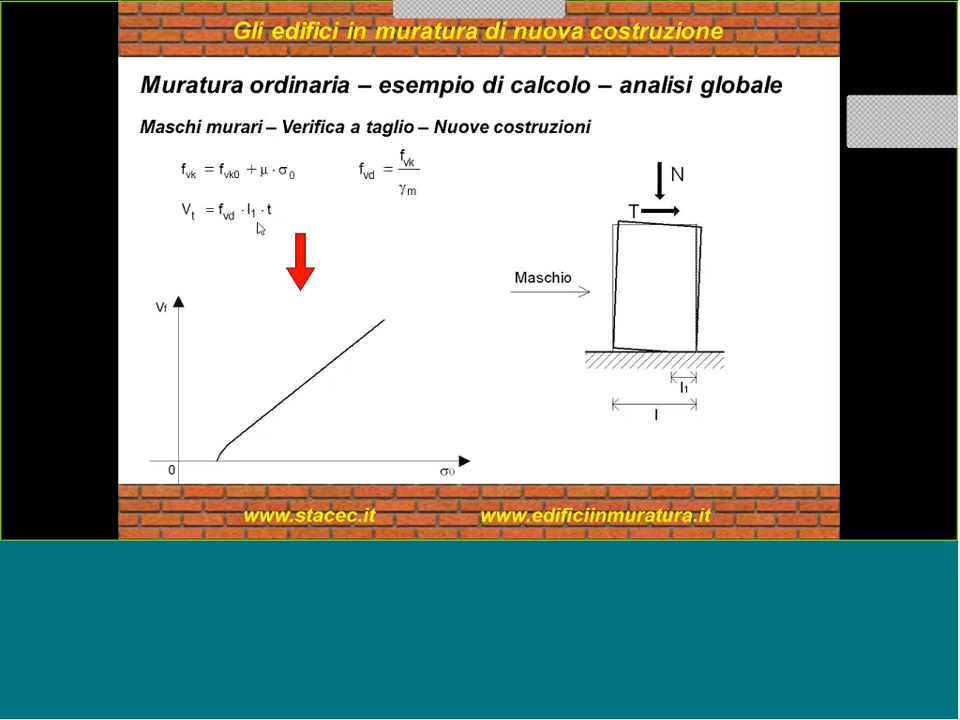 Gli edifici in muratura di nuova costruzione
Muratura ordinaria – esempio di calcolo – analisi globale
Maschi murari – Verifica a taglio – Nuove costruzioni
f_vk = f_vk0 + μ · σ_0
f_vd = f_vk / γ_m
V_t = f_vd · l_1 · t
N
T
Maschio
l_1
l
V_t
0
σ_0
www.stacec.it
www.edificiinmuratura.it